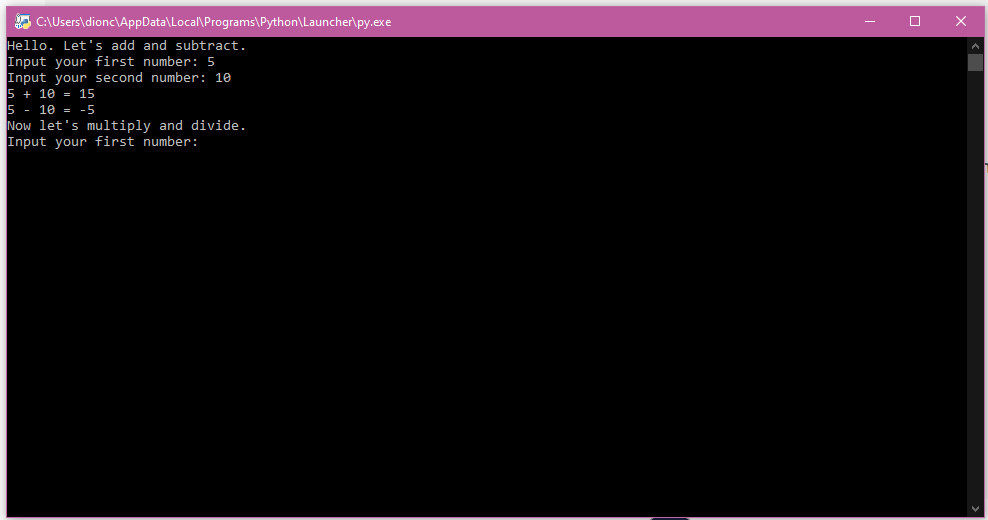 C:\Users\dionc\AppData\Local\Programs\Python\Launcher\py.exe
Hello. Let's add and subtract.
Input your first number: 5
Input your second number: 10
5 + 10 = 15
5 - 10 = -5
Now let's multiply and divide.
Input your first number: